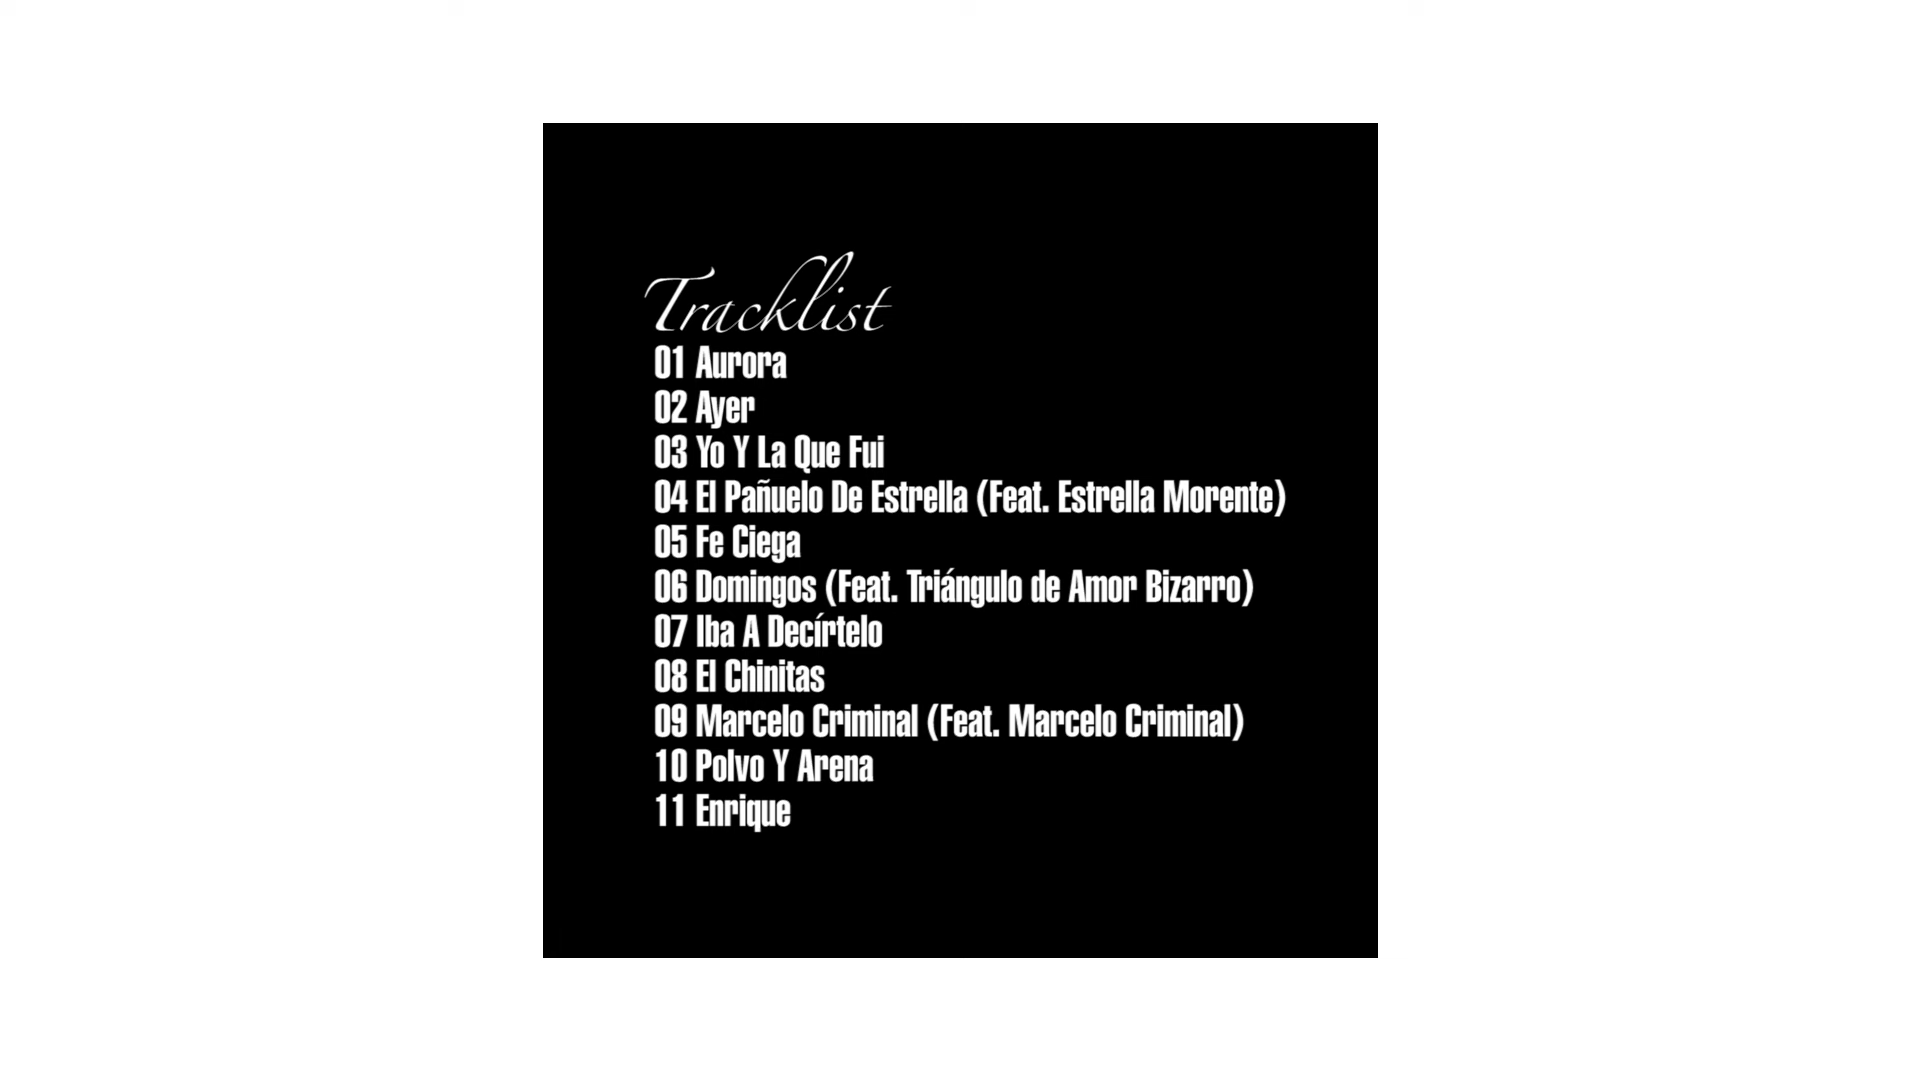 Tracklist
01 Aurora
02 Ayer
03 Yo Y La Que Fui
04 El Pañuelo De Estrella (Feat. Estrella Morente)
05 Fe Ciega
06 Domingos (Feat. Triángulo de Amor Bizarro)
07 Iba A Decírtelo
08 El Chinitas
09 Marcelo Criminal (Feat. Marcelo Criminal)
10 Polvo Y Arena
11 Enrique